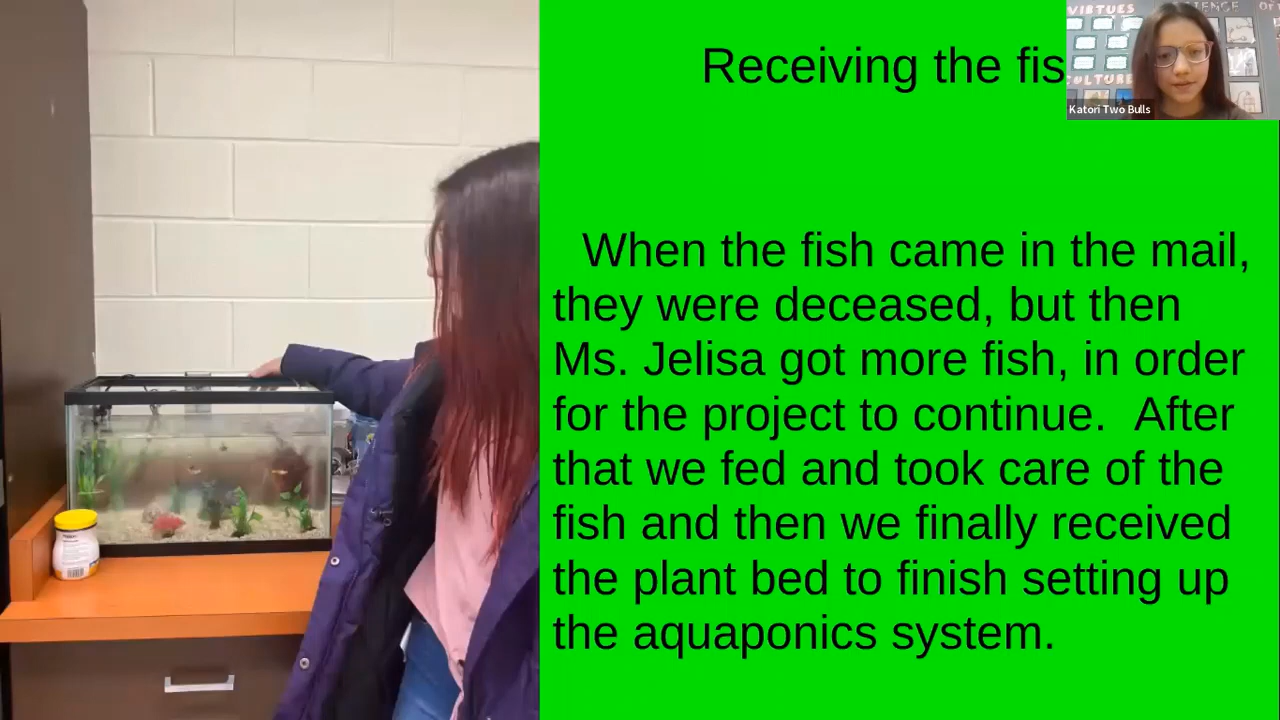 Receiving the fis
VIRTUES
CULTURE
Katori Two Bulls
When the fish came in the mail,
they were deceased, but then
Ms. Jelisa got more fish, in order
for the project to continue. After
that we fed and took care of the
fish and then we finally received
the plant bed to finish setting up
the aquaponics system.